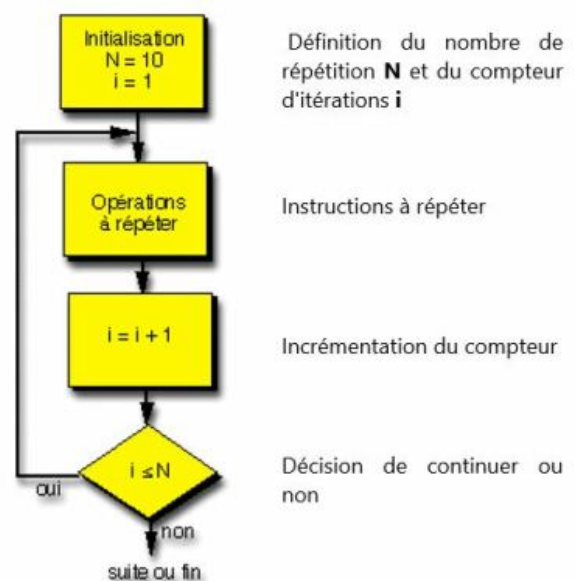 Initialisation
N = 10
i = 1
Définition du nombre de
répétition N et du compteur
d'itérations i
Opérations
à répéter
Instructions à répéter
i = i + 1
Incrémentation du compteur
i ≤ N
Décision de continuer ou
non
oui
non
suite ou fin